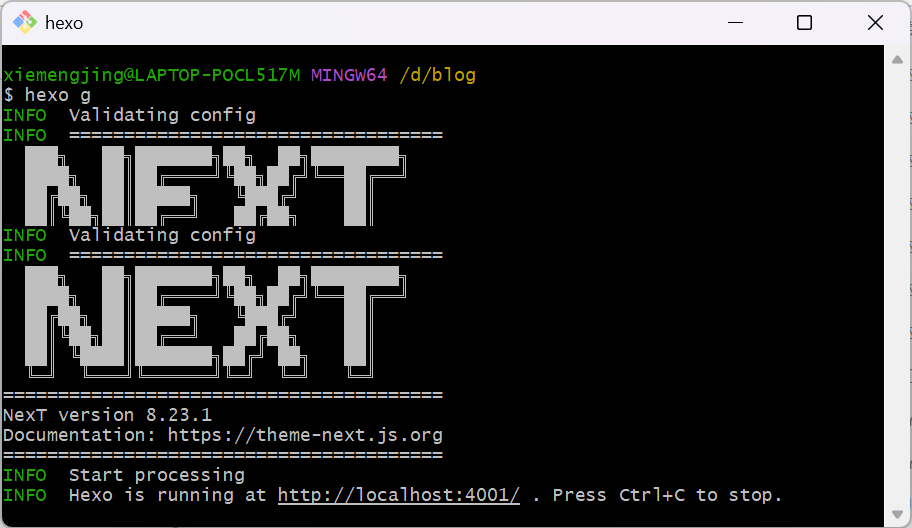 hexo
xiemengjing@LAPTOP-POCL517M MINGW64 /d/blog
$ hexo g
INFO  Validating config
INFO  ==================================
NEXT
INFO  Validating config
INFO  ==================================
NEXT
========================================
NexT version 8.23.1
Documentation: https://theme-next.js.org
========================================
INFO  Start processing
INFO  Hexo is running at http://localhost:4001/ . Press Ctrl+C to stop.